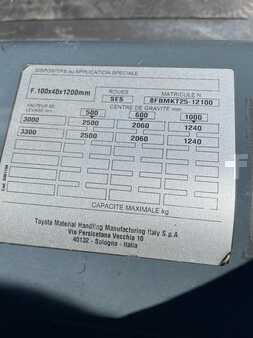 DISPOSITIFS OU APPLICATION SPECIALE
F.100x40x1200mm
ROUES
SE5
MATRICULE N
8FBMKT25-12100
HAUTEUR DE LEVAGE mm
CENTRE DE GRAVITE mm
500 600 1000
3000 2500 2060 1240
3300 2500 2060 1240
CAPACITE MAXIMALE kg
Toyota Material Handling Manufacturing Italy S.p.A
Via Persicetana Vecchia 10
40132 - Bologna - Italia